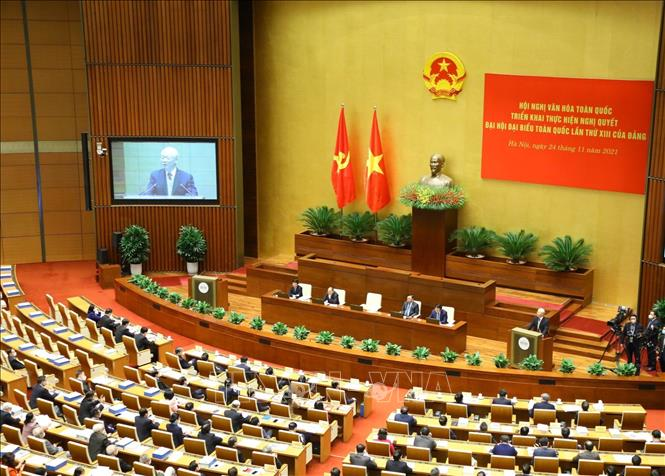 HỘI NGHỊ VĂN HÓA TOÀN QUỐC
TRIỂN KHAI THỰC HIỆN NGHỊ QUYẾT
ĐẠI HỘI ĐẠI BIỂU TOÀN QUỐC LẦN THỨ XIII CỦA ĐẢNG
Hà Nội, ngày 24 tháng 11 năm 2021
VNA